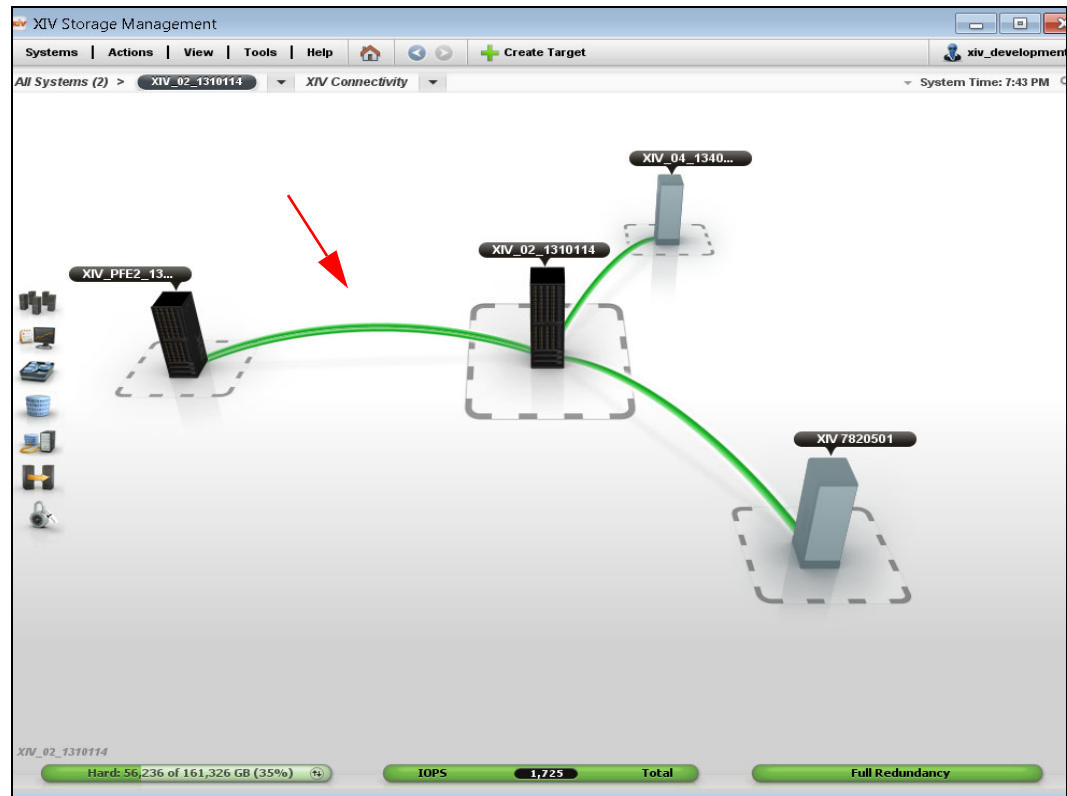 XIV Storage Management
Systems | Actions | View | Tools | Help Create Target xiv_development
All Systems (2) > XIV_02_1310114 XIV Connectivity System Time: 7:43 PM
XIV_04_1340...
XIV_02_1310114
XIV_PFE2_13...
XIV 7820501
XIV_02_1310114
Hard: 56,236 of 161,326 GB (35%) IOPS 1,725 Total Full Redundancy